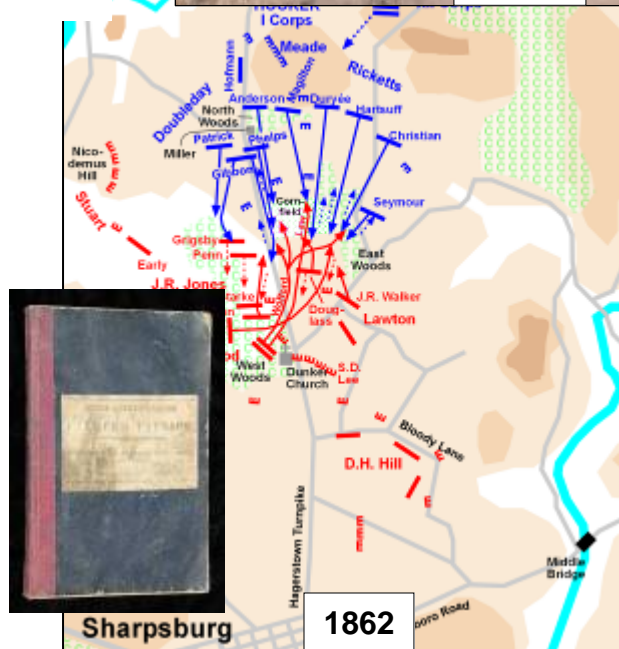 HOOKER
I Corps
Meade
Hofmann
Magilton
Ricketts
Doubleday
Anderson
Duryée
North
Woods
Hartsuff
Patrick
Phelps
Christian
Miller
Nico-
demus
Hill
Gibbon
Corn-
field
Seymour
Stuart
Grigsby
Penn
East
Woods
Early
J.R. Jones
J.R. Walker
Doug-
lass
Lawton
West
Woods
Dunker
Church
S.D.
Lee
Bloody Lane
D.H. Hill
Hagerstown Turnpike
Middle
Bridge
Sharpsburg
1862
Road